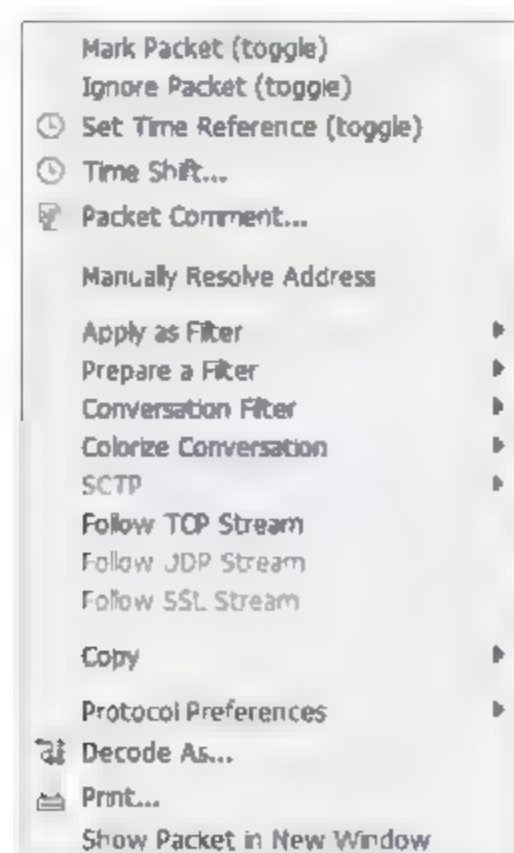 Mark Packet (toggle)
Ignore Packet (toggle)
Set Time Reference (toggle)
Time Shift...
Packet Comment...
Manually Resolve Address
Apply as Filter
Prepare a Filter
Conversation Filter
Colorize Conversation
SCTP
Follow TCP Stream
Follow UDP Stream
Follow SSL Stream
Copy
Protocol Preferences
Decode As...
Print...
Show Packet in New Window